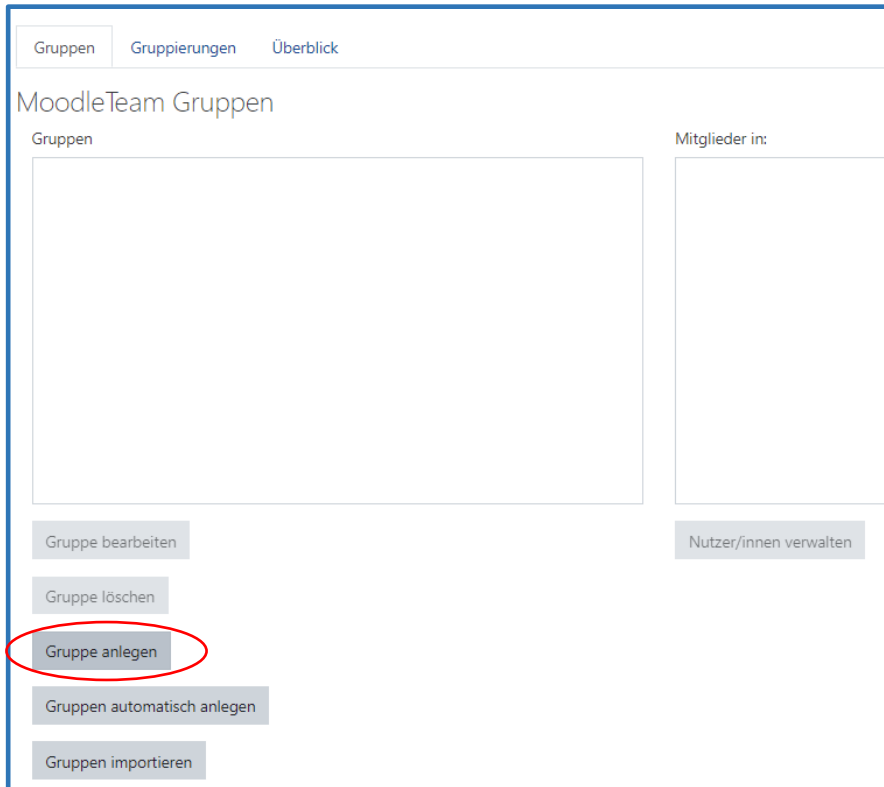 Gruppen Gruppierungen Überblick
MoodleTeam Gruppen
Gruppen
Mitglieder in:
Gruppe bearbeiten
Nutzer/innen verwalten
Gruppe löschen
Gruppe anlegen
Gruppen automatisch anlegen
Gruppen importieren